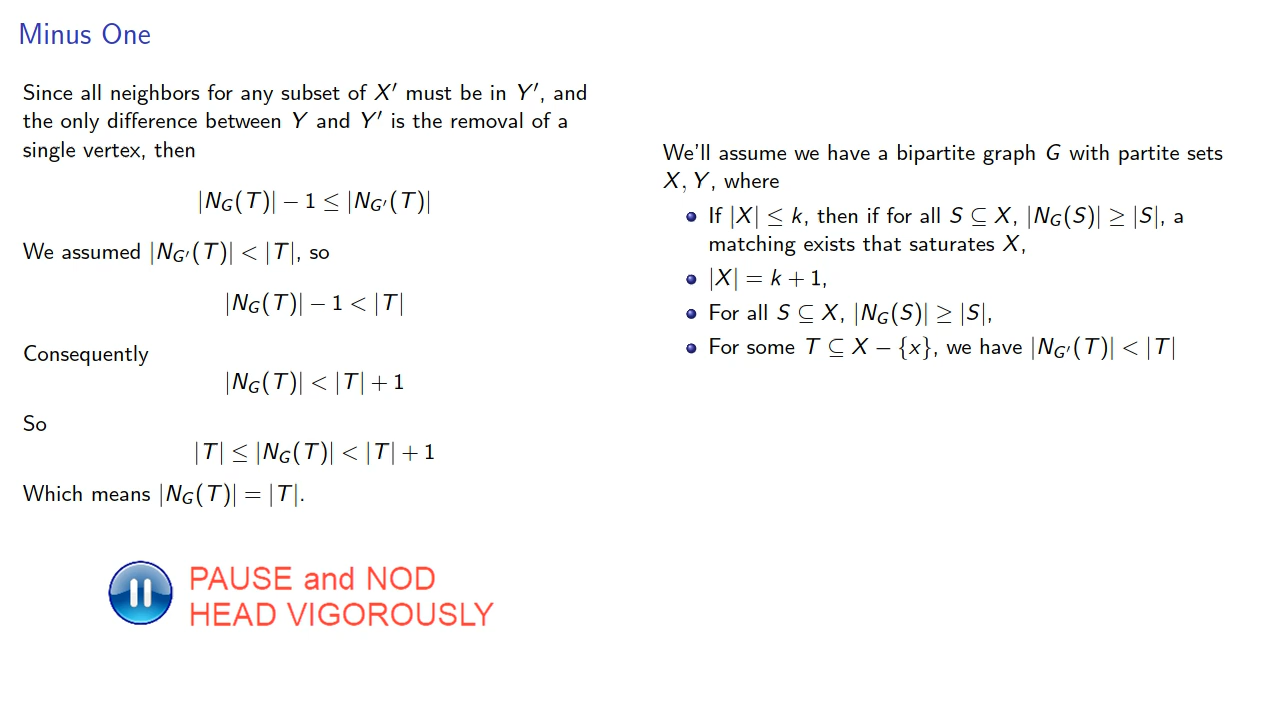 Minus One
Since all neighbors for any subset of X′ must be in Y′, and
the only difference between Y and Y′ is the removal of a
single vertex, then
|N_G(T)| − 1 ≤ |N_{G′}(T)|
We assumed |N_{G′}(T)| < |T|, so
|N_G(T)| − 1 < |T|
Consequently
|N_G(T)| < |T| + 1
So
|T| ≤ |N_G(T)| < |T| + 1
Which means |N_G(T)| = |T|.
PAUSE and NOD
HEAD VIGOROUSLY
We'll assume we have a bipartite graph G with partite sets
X, Y, where
If |X| ≤ k, then if for all S ⊆ X, |N_G(S)| ≥ |S|, a
matching exists that saturates X,
|X| = k + 1,
For all S ⊆ X, |N_G(S)| ≥ |S|,
For some T ⊆ X − {x}, we have |N_{G′}(T)| < |T|